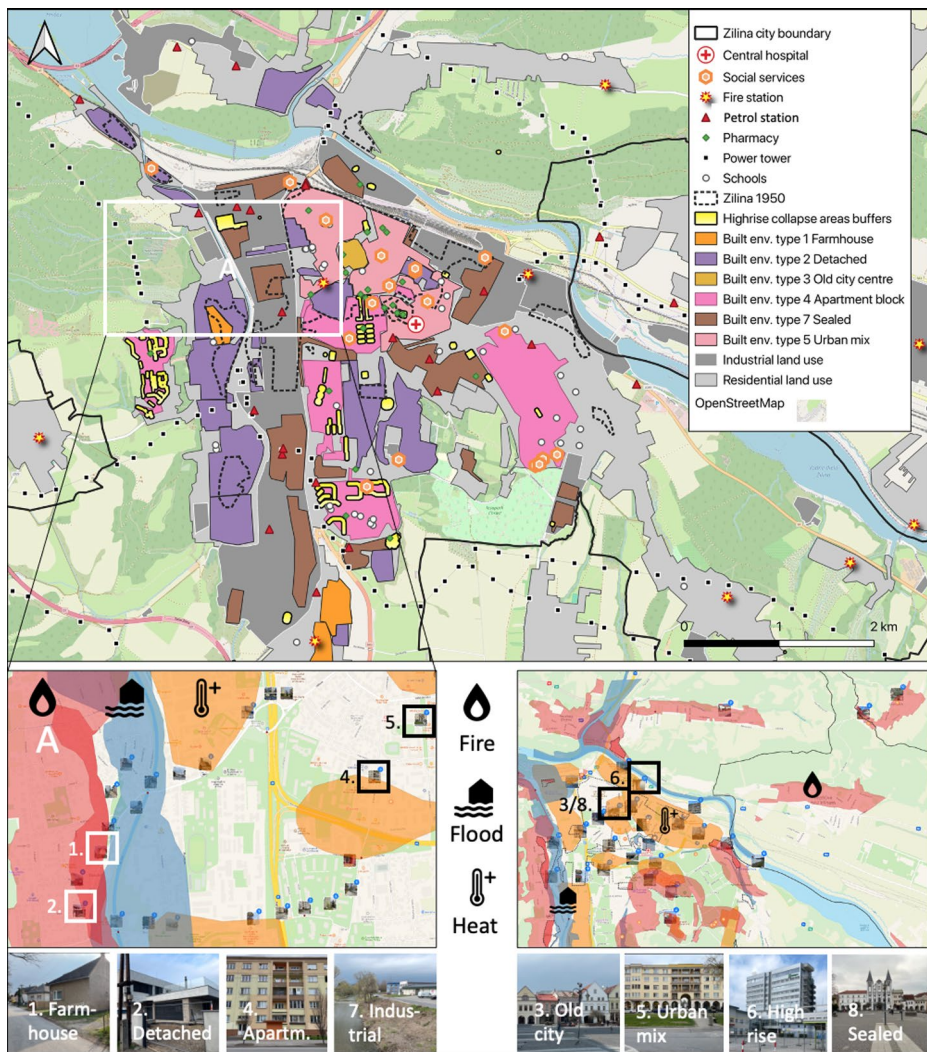 Zilina city boundary
Central hospital
Social services
Fire station
Petrol station
Pharmacy
Power tower
Schools
Zilina 1950
Highrise collapse areas buffers
Built env. type 1 Farmhouse
Built env. type 2 Detached
Built env. type 3 Old city centre
Built env. type 4 Apartment block
Built env. type 7 Sealed
Built env. type 5 Urban mix
Industrial land use
Residential land use
OpenStreetMap
A
0 1 2 km
A
5.
4.
1.
2.
Fire
Flood
Heat
6.
3/8.
1. Farm-
house
2.
Detached
4.
Apartm.
7. Indus-
trial
3. Old
city
5. Urban
mix
6. High
rise
8.
Sealed